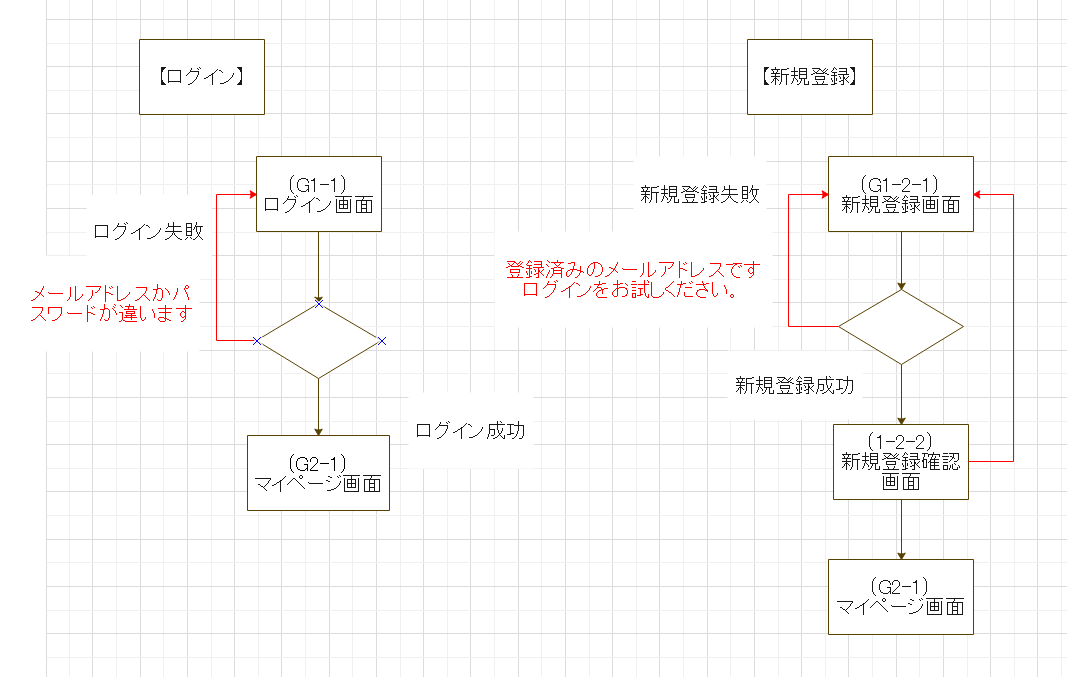 【ログイン】
(G1-1)
ログイン画面
ログイン失敗
メールアドレスかパ
スワードが違います
ログイン成功
(G2-1)
マイページ画面
【新規登録】
(G1-2-1)
新規登録画面
新規登録失敗
登録済みのメールアドレスです
ログインをお試しください。
新規登録成功
(1-2-2)
新規登録確認
画面
(G2-1)
マイページ画面